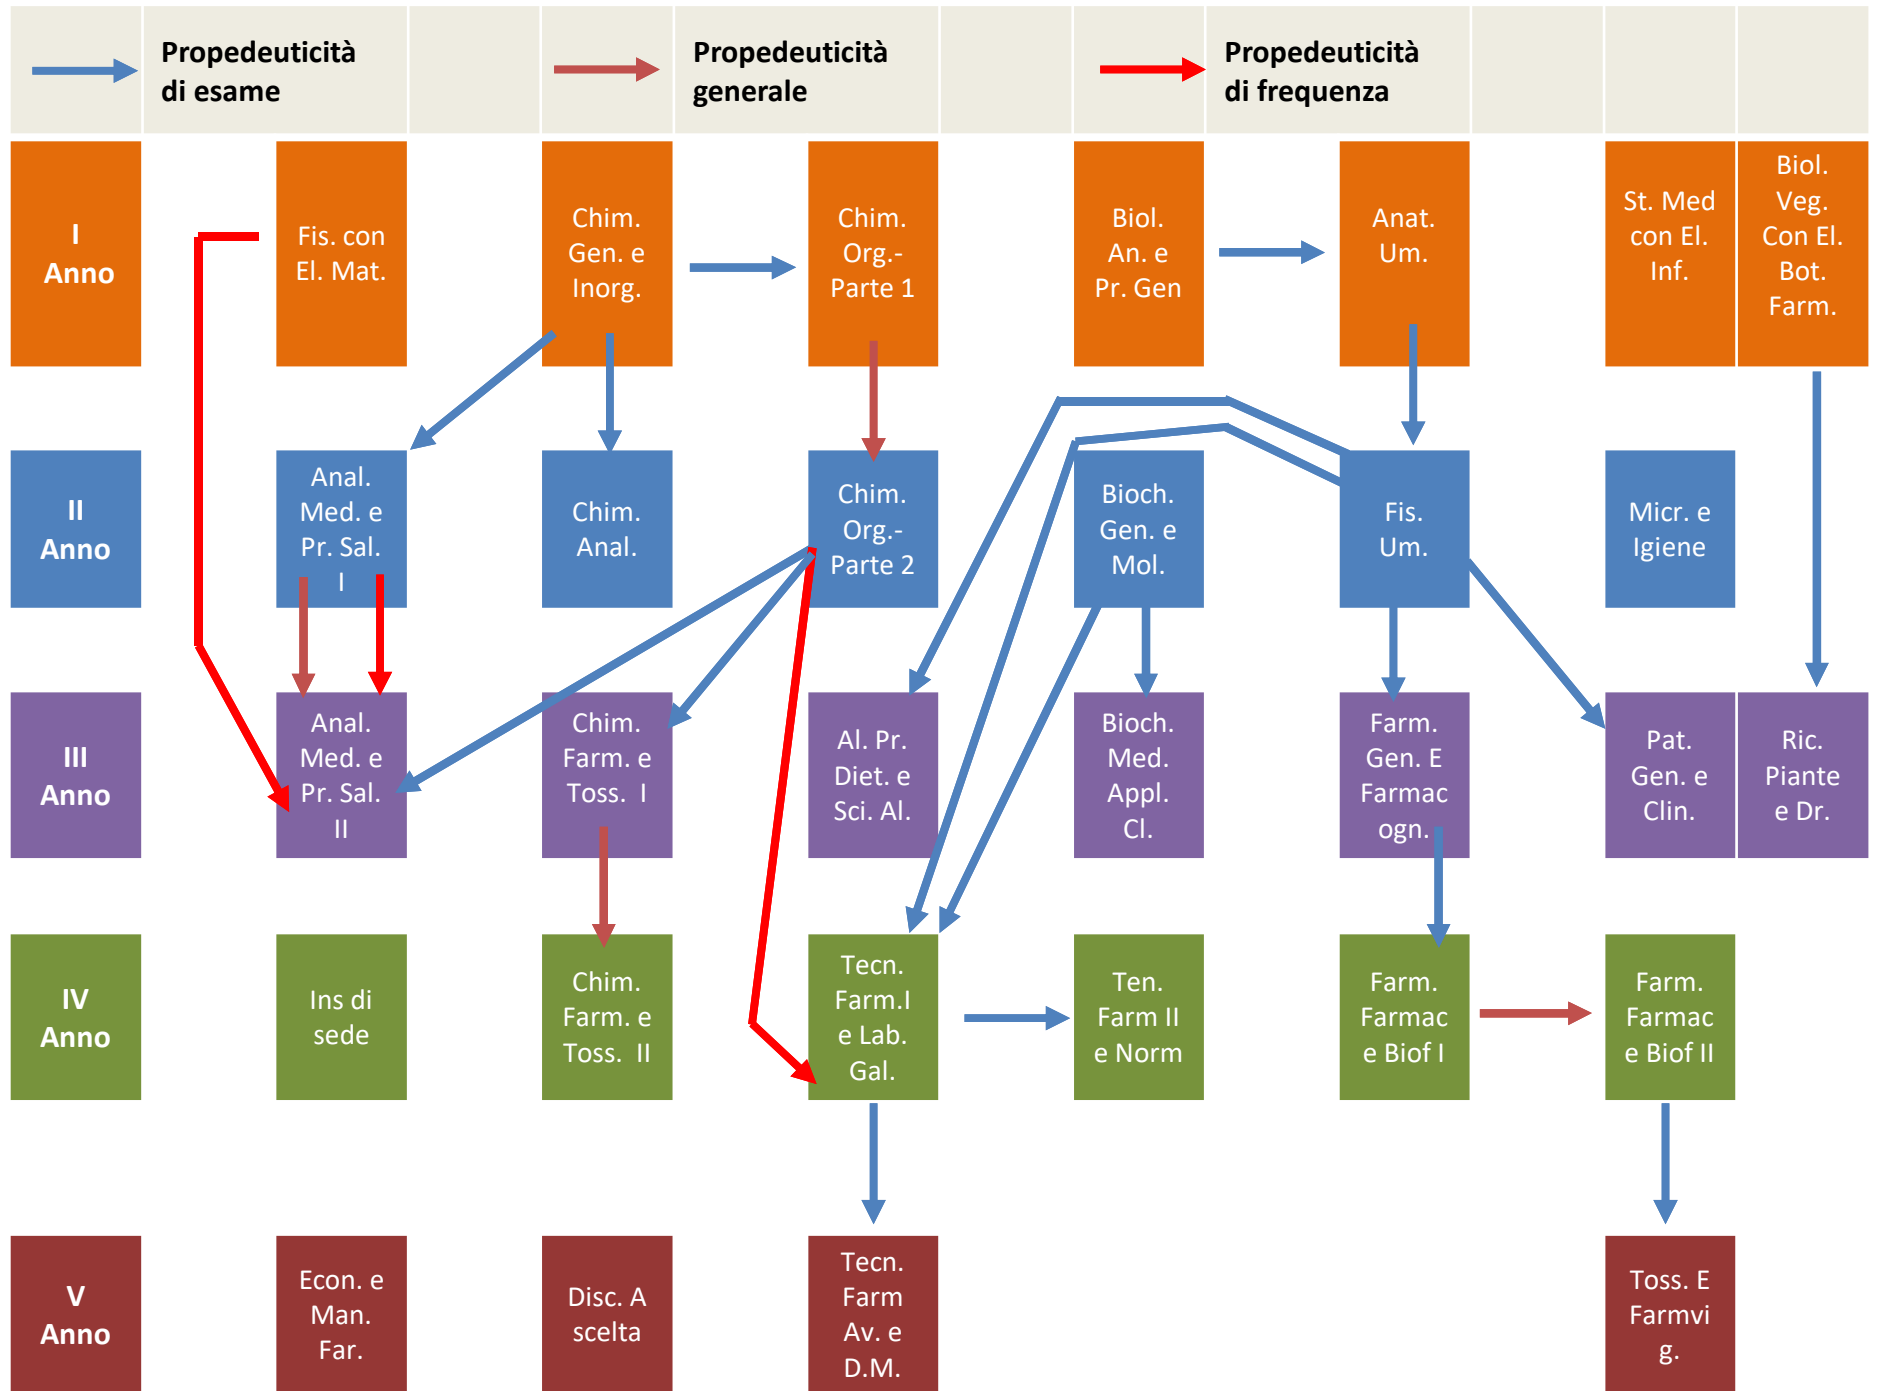 Propedeuticità
di esame
Propedeuticità
generale
Propedeuticità
di frequenza
I
Anno
Fis. con
El. Mat.
Chim.
Gen. e
Inorg.
Chim.
Org.-
Parte 1
Biol.
An. e
Pr. Gen
Anat.
Um.
St. Med
con El.
Inf.
Biol.
Veg.
Con El.
Bot.
Farm.
II
Anno
Anal.
Med. e
Pr. Sal.
I
Chim.
Anal.
Chim.
Org.-
Parte 2
Bioch.
Gen. e
Mol.
Fis.
Um.
Micr. e
Igiene
III
Anno
Anal.
Med. e
Pr. Sal.
II
Chim.
Farm. e
Toss. I
Al. Pr.
Diet. e
Sci. Al.
Bioch.
Med.
Appl.
Cl.
Farm.
Gen. E
Farmac
ogn.
Pat.
Gen. e
Clin.
Ric.
Piante
e Dr.
IV
Anno
Ins di
sede
Chim.
Farm. e
Toss. II
Tecn.
Farm.I
e Lab.
Gal.
Ten.
Farm II
e Norm
Farm.
Farmac
e Biof I
Farm.
Farmac
e Biof II
V
Anno
Econ. e
Man.
Far.
Disc. A
scelta
Tecn.
Farm
Av. e
D.M.
Toss. E
Farmvi
g.